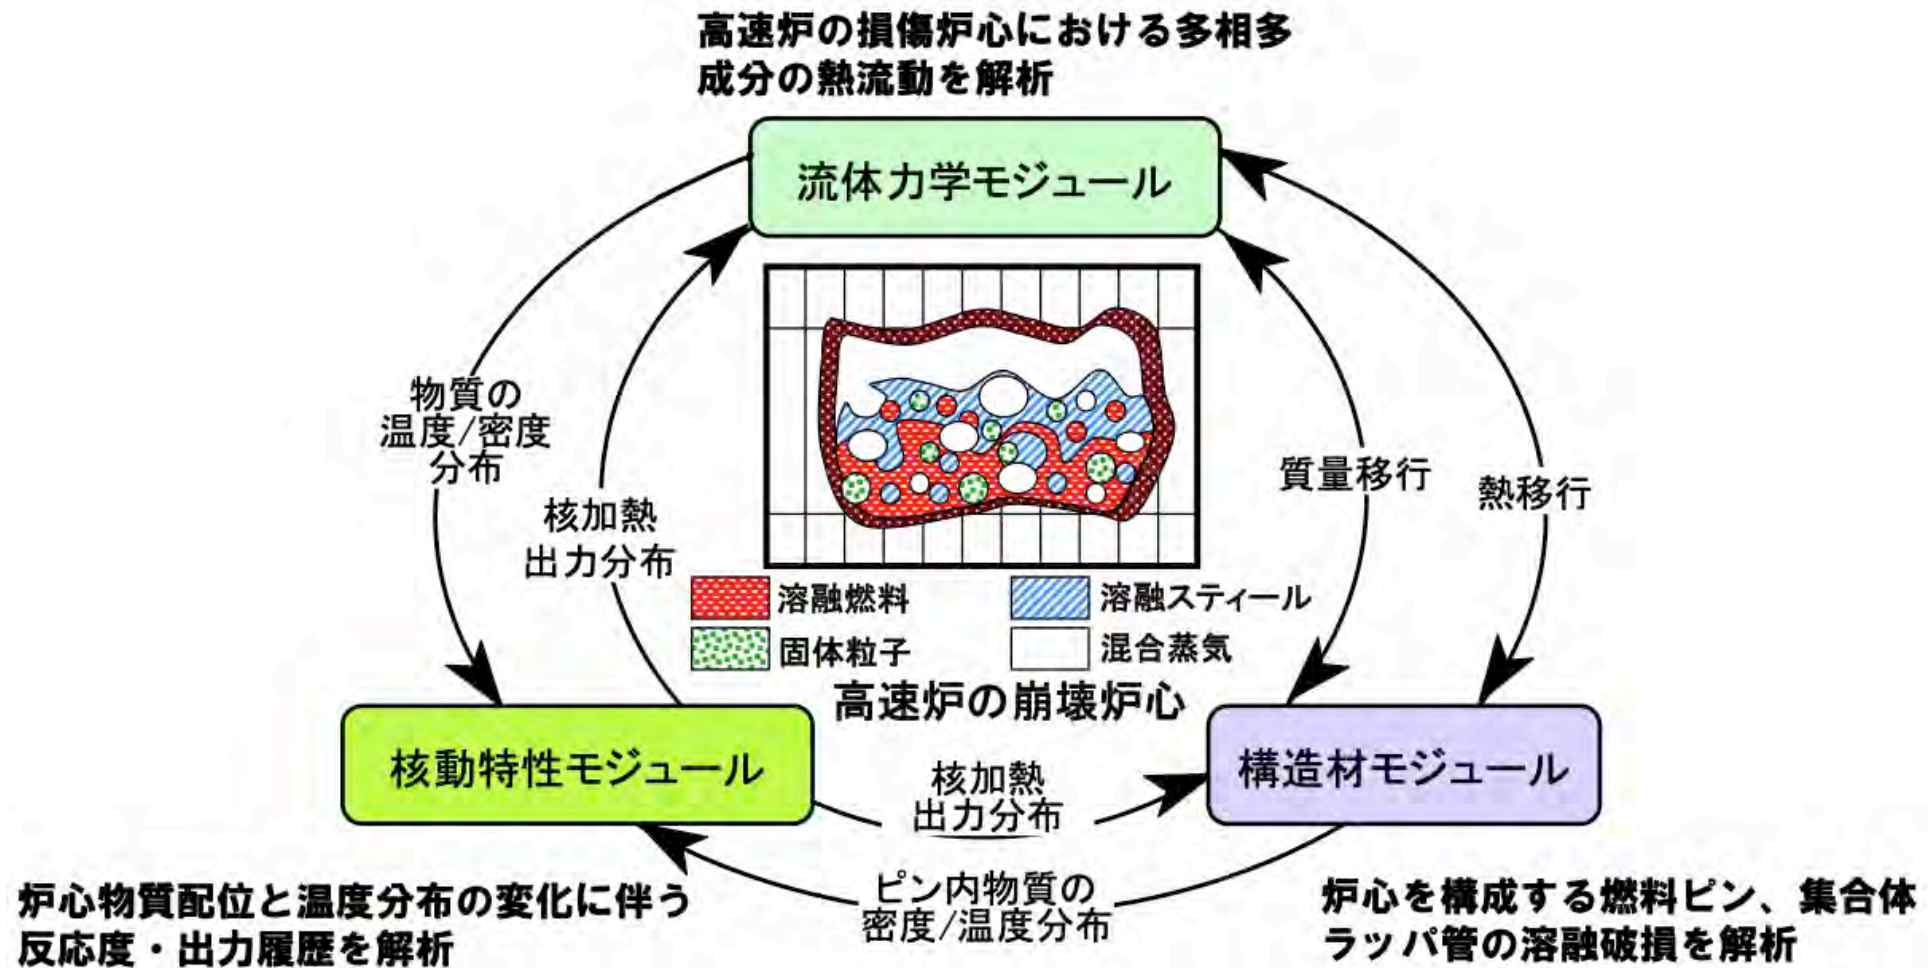 高速炉の損傷炉心における多相多
成分の熱流動を解析
流体力学モジュール
物質の
温度/密度
分布
核加熱
出力分布
質量移行
熱移行
溶融燃料
溶融スティール
固体粒子
混合蒸気
高速炉の崩壊炉心
核動特性モジュール
構造材モジュール
核加熱
出力分布
ピン内物質の
密度/温度分布
炉心物質配位と温度分布の変化に伴う
反応度・出力履歴を解析
炉心を構成する燃料ピン、集合体
ラッパ管の溶融破損を解析